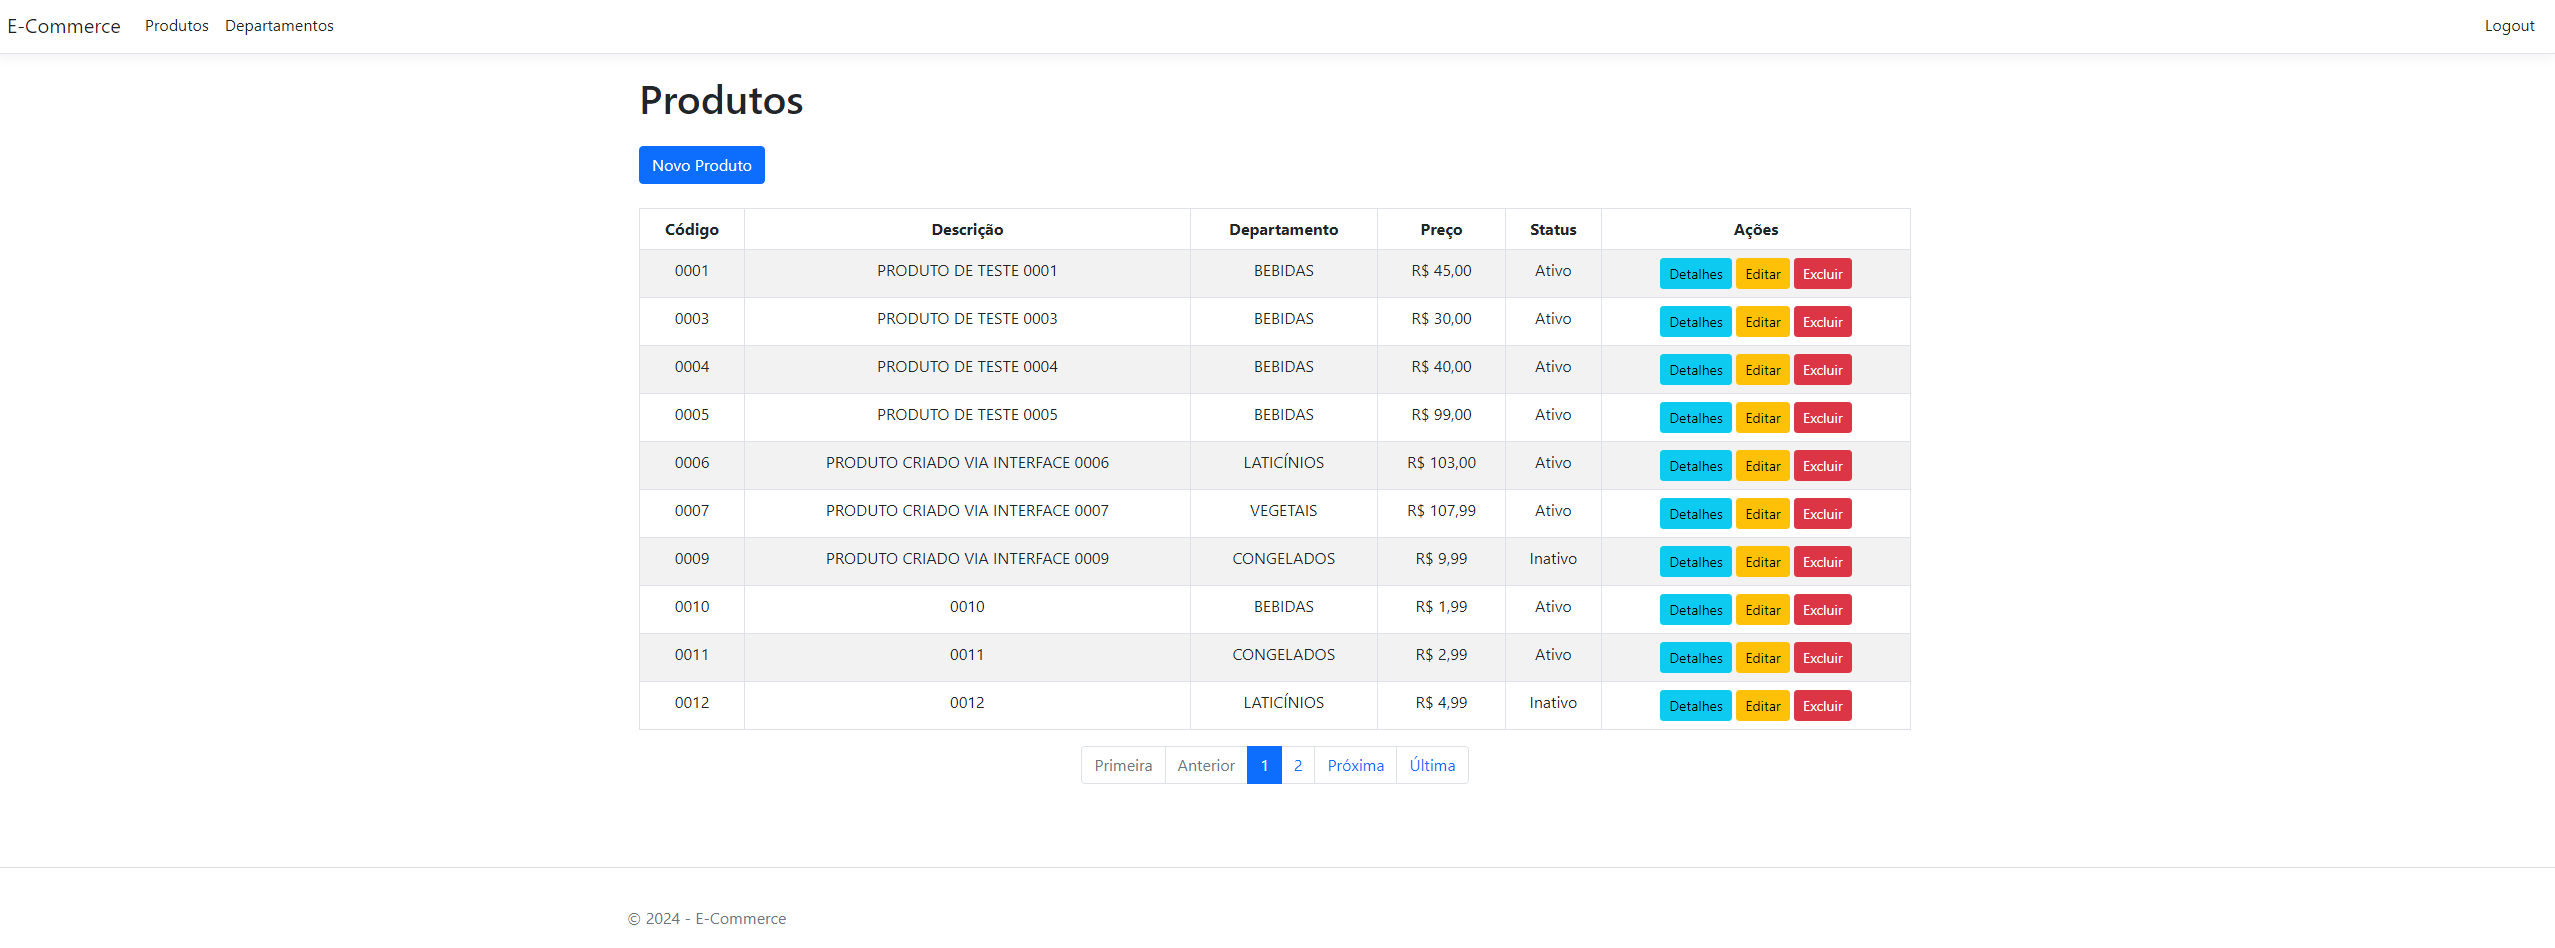 E-Commerce Produtos Departamentos Logout
Produtos
Novo Produto
Código Descrição Departamento Preço Status Ações
0001 PRODUTO DE TESTE 0001 BEBIDAS R$ 45,00 Ativo Detalhes Editar Excluir
0003 PRODUTO DE TESTE 0003 BEBIDAS R$ 30,00 Ativo Detalhes Editar Excluir
0004 PRODUTO DE TESTE 0004 BEBIDAS R$ 40,00 Ativo Detalhes Editar Excluir
0005 PRODUTO DE TESTE 0005 BEBIDAS R$ 99,00 Ativo Detalhes Editar Excluir
0006 PRODUTO CRIADO VIA INTERFACE 0006 LATICÍNIOS R$ 103,00 Ativo Detalhes Editar Excluir
0007 PRODUTO CRIADO VIA INTERFACE 0007 VEGETAIS R$ 107,99 Ativo Detalhes Editar Excluir
0009 PRODUTO CRIADO VIA INTERFACE 0009 CONGELADOS R$ 9,99 Inativo Detalhes Editar Excluir
0010 0010 BEBIDAS R$ 1,99 Ativo Detalhes Editar Excluir
0011 0011 CONGELADOS R$ 2,99 Ativo Detalhes Editar Excluir
0012 0012 LATICÍNIOS R$ 4,99 Inativo Detalhes Editar Excluir
Primeira Anterior 1 2 Próxima Última
© 2024 - E-Commerce